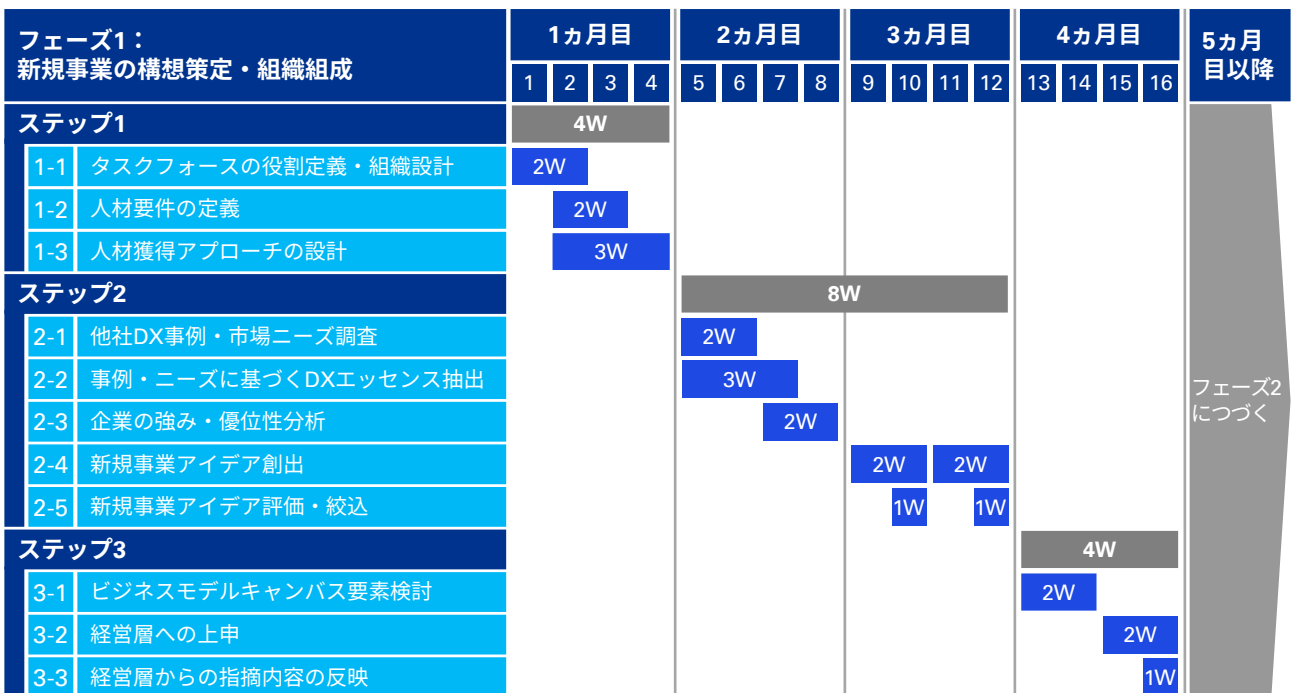 フェーズ1：
新規事業の構想策定・組織組成
1ヵ月目
2ヵ月目
3ヵ月目
4ヵ月目
5ヵ月
目以降
1 2 3 4 5 6 7 8 9 10 11 12 13 14 15 16
ステップ1
4W
1-1 タスクフォースの役割定義・組織設計 2W
1-2 人材要件の定義 2W
1-3 人材獲得アプローチの設計 3W
ステップ2
8W
2-1 他社DX事例・市場ニーズ調査 2W
2-2 事例・ニーズに基づくDXエッセンス抽出 3W
2-3 企業の強み・優位性分析 2W
2-4 新規事業アイデア創出 2W 2W
2-5 新規事業アイデア評価・絞込 1W 1W
ステップ3
4W
3-1 ビジネスモデルキャンバス要素検討 2W
3-2 経営層への上申 2W
3-3 経営層からの指摘内容の反映 1W
フェーズ2
につづく